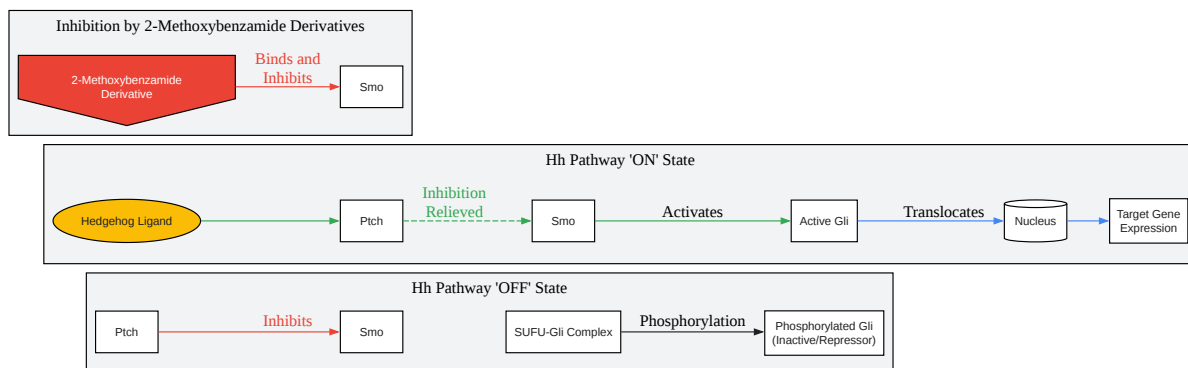 Inhibition by 2-Methoxybenzamide Derivatives
2-Methoxybenzamide
Derivative
Binds and
Inhibits
Smo
Hh Pathway 'ON' State
Hedgehog Ligand
Ptch
Inhibition
Relieved
Smo
Activates
Active Gli
Translocates
Nucleus
Target Gene
Expression
Hh Pathway 'OFF' State
Ptch
Inhibits
Smo
SUFU-Gli Complex
Phosphorylation
Phosphorylated Gli
(Inactive/Repressor)